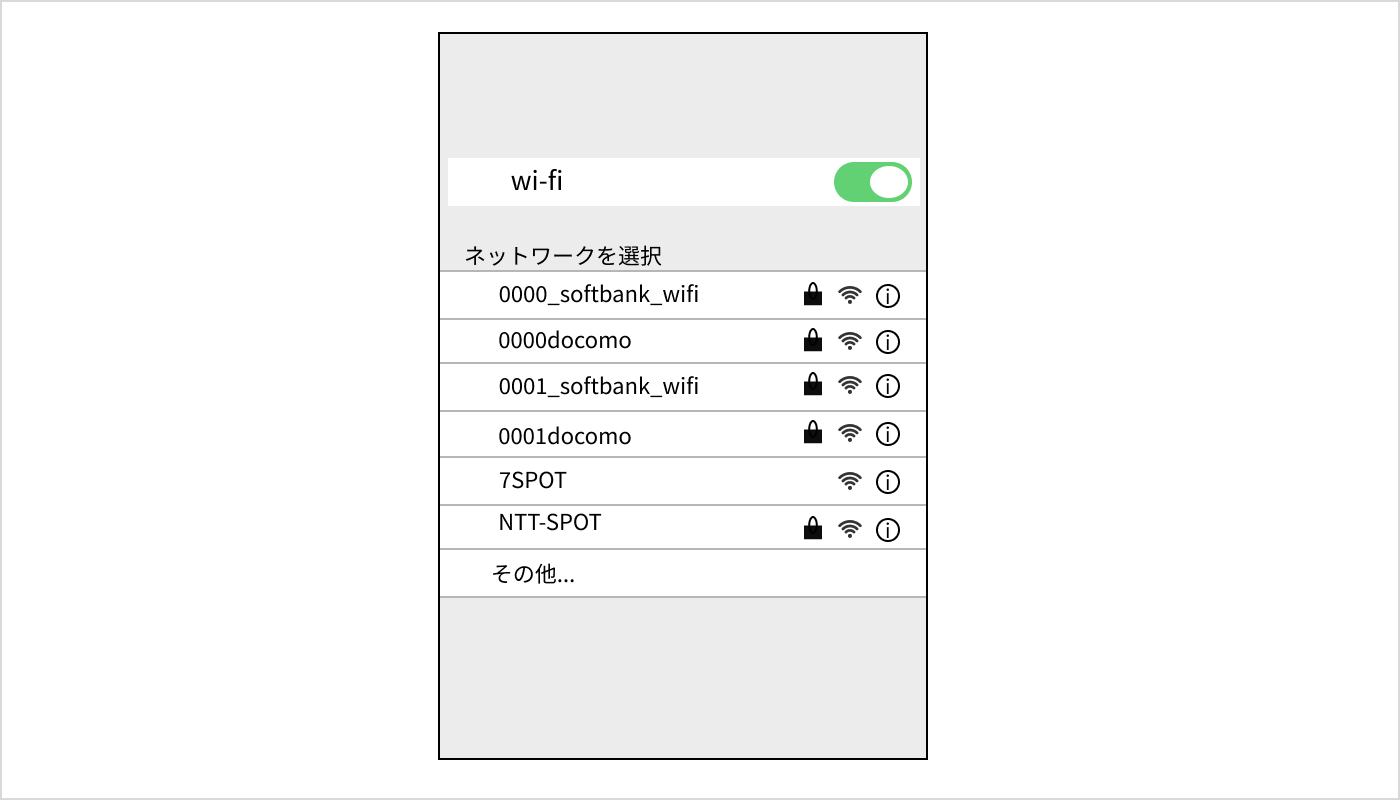 wi-fi
ネットワークを選択
0000_softbank_wifi
0000docomo
0001_softbank_wifi
0001docomo
7SPOT
NTT-SPOT
その他...